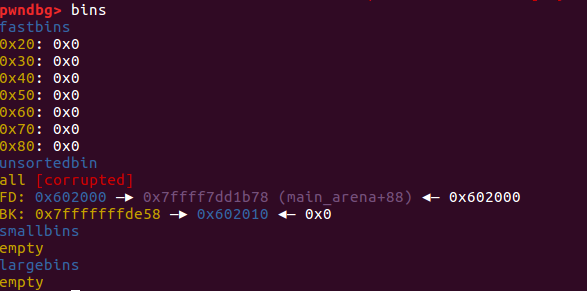 pwndbg> bins
fastbins
0x20: 0x0
0x30: 0x0
0x40: 0x0
0x50: 0x0
0x60: 0x0
0x70: 0x0
0x80: 0x0
unsortedbin
all [corrupted]
FD: 0x602000 —▸ 0x7ffff7dd1b78 (main_arena+88) ◂— 0x602000
BK: 0x7fffffffde58 —▸ 0x602010 ◂— 0x0
smallbins
empty
largebins
empty